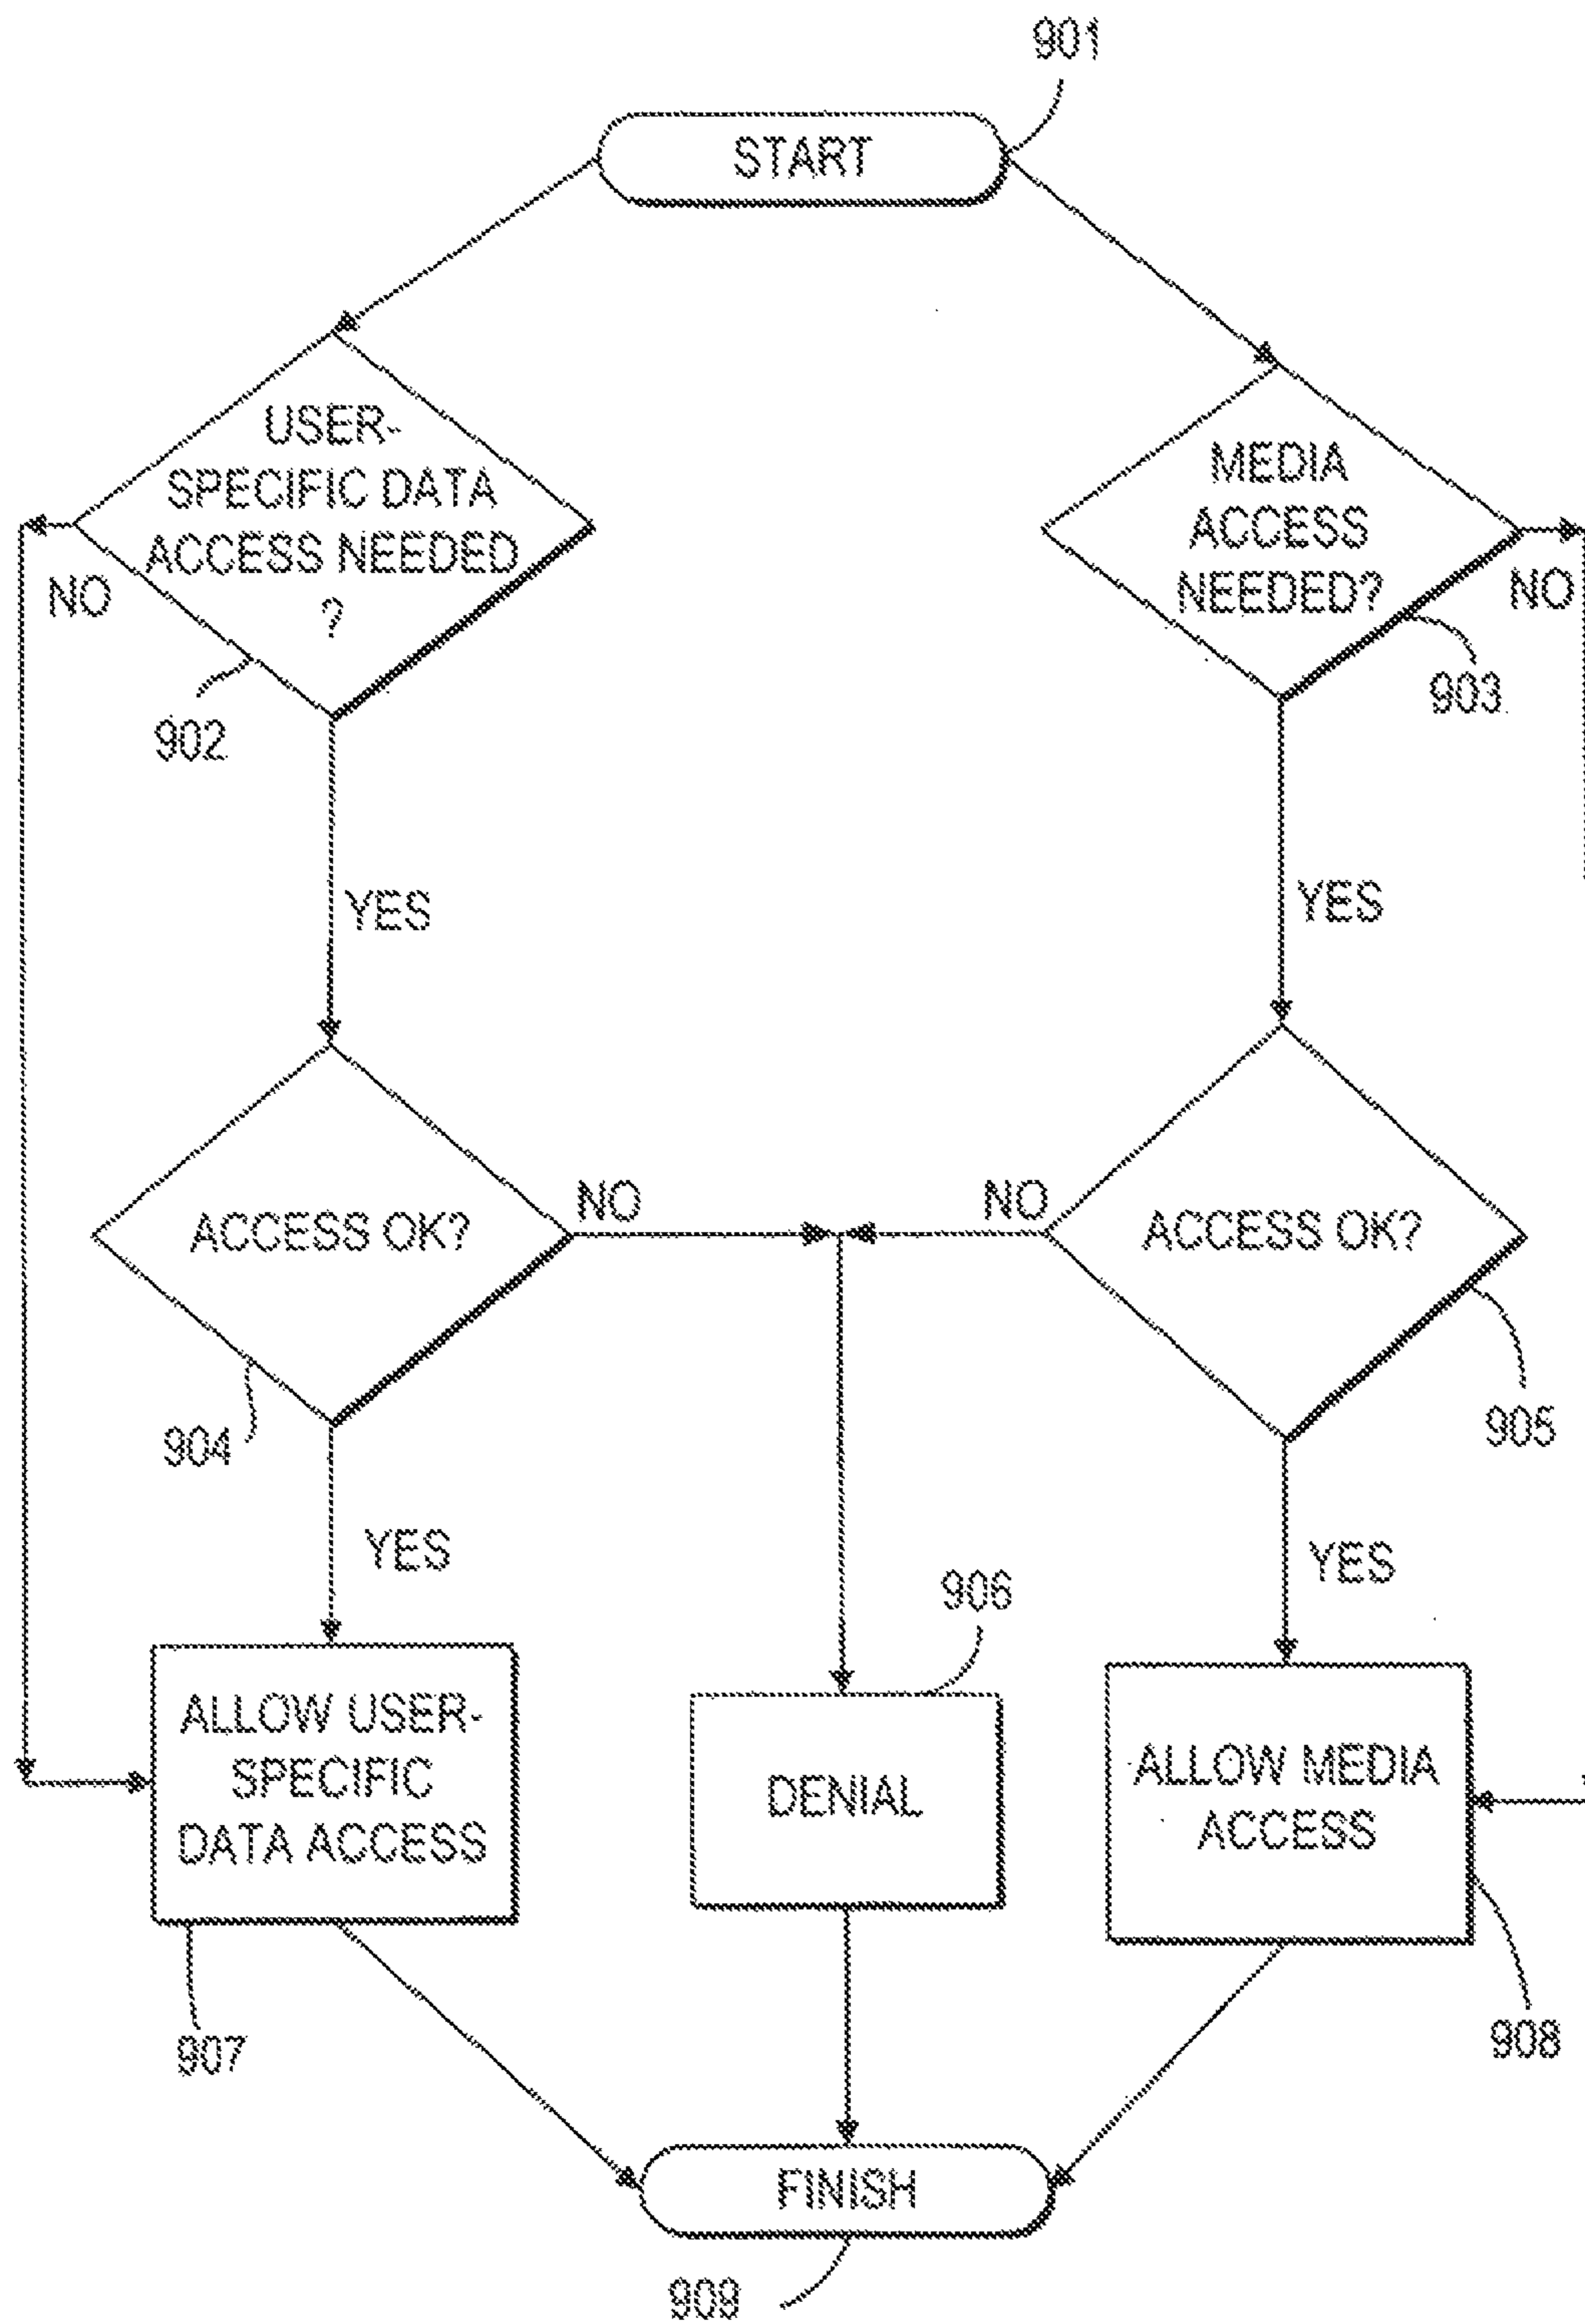 901
START
USER-
SPECIFIC DATA
ACCESS NEEDED
?
NO
902
MEDIA
ACCESS
NEEDED?
NO
903
YES
YES
ACCESS OK?
NO
904
NO
ACCESS OK?
905
YES
YES
906
ALLOW USER-
SPECIFIC
DATA ACCESS
907
DENIAL
ALLOW MEDIA
ACCESS
908
FINISH
909